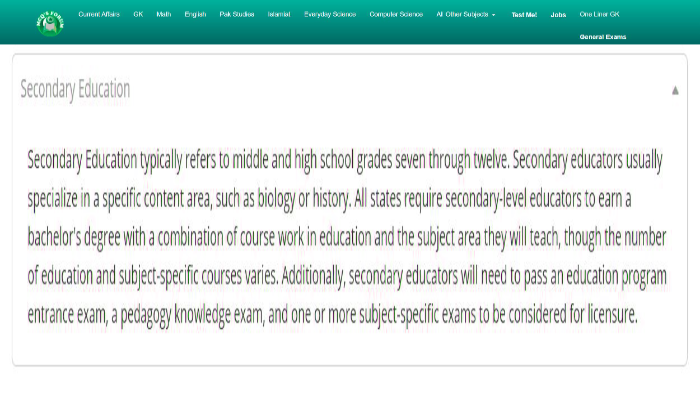 MCQ'S FORUM
Current Affairs GK Math English Pak Studies Islamiat Everyday Science Computer Science All Other Subjects Test Me! Jobs One Liner GK
General Exams
Secondary Education
Secondary Education typically refers to middle and high school grades seven through twelve. Secondary educators usually
specialize in a specific content area, such as biology or history. All states require secondary-level educators to earn a
bachelor's degree with a combination of course work in education and the subject area they will teach, though the number
of education and subject-specific courses varies. Additionally, secondary educators will need to pass an education program
entrance exam, a pedagogy knowledge exam, and one or more subject-specific exams to be considered for licensure.